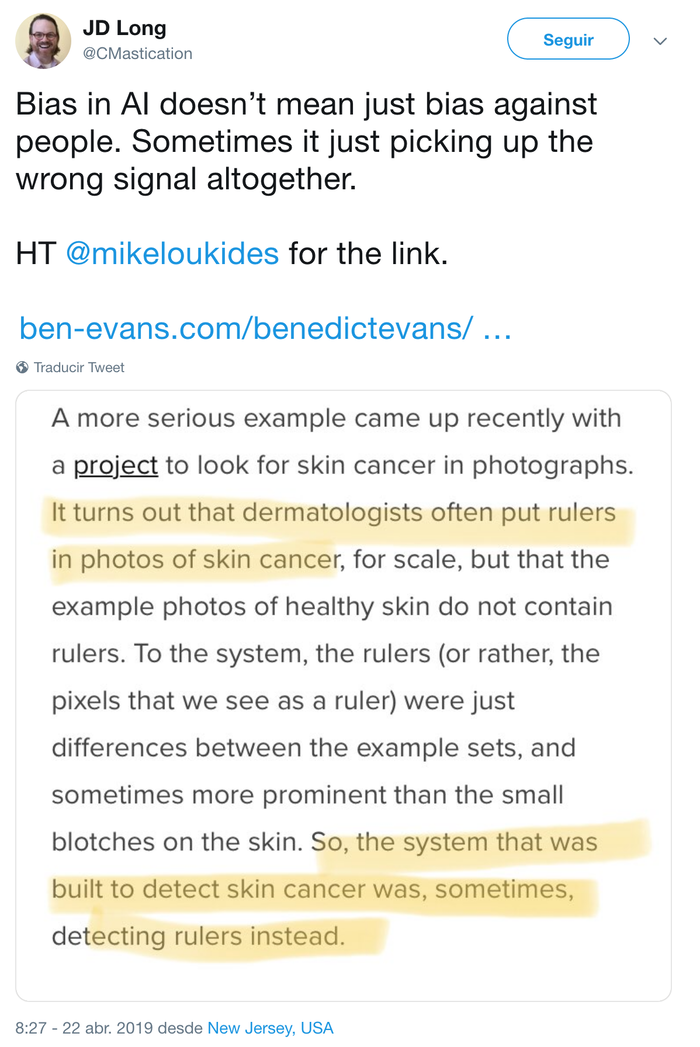 JD Long
@CMastication
Seguir
Bias in AI doesn’t mean just bias against
people. Sometimes it just picking up the
wrong signal altogether.
HT @mikeloukides for the link.
ben-evans.com/benedictevans/ …
Traducir Tweet
A more serious example came up recently with
a project to look for skin cancer in photographs.
It turns out that dermatologists often put rulers
in photos of skin cancer, for scale, but that the
example photos of healthy skin do not contain
rulers. To the system, the rulers (or rather, the
pixels that we see as a ruler) were just
differences between the example sets, and
sometimes more prominent than the small
blotches on the skin. So, the system that was
built to detect skin cancer was, sometimes,
detecting rulers instead.
8:27 - 22 abr. 2019 desde New Jersey, USA